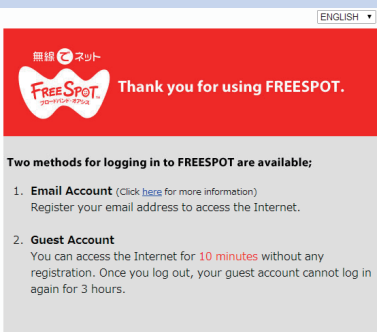 ENGLISH
無線でネット
FREESPOT
ブロードバンド・オアシス
Thank you for using FREESPOT.
Two methods for logging in to FREESPOT are available;
1. Email Account (Click here for more information)
Register your email address to access the Internet.
2. Guest Account
You can access the Internet for 10 minutes without any
registration. Once you log out, your guest account cannot log in
again for 3 hours.